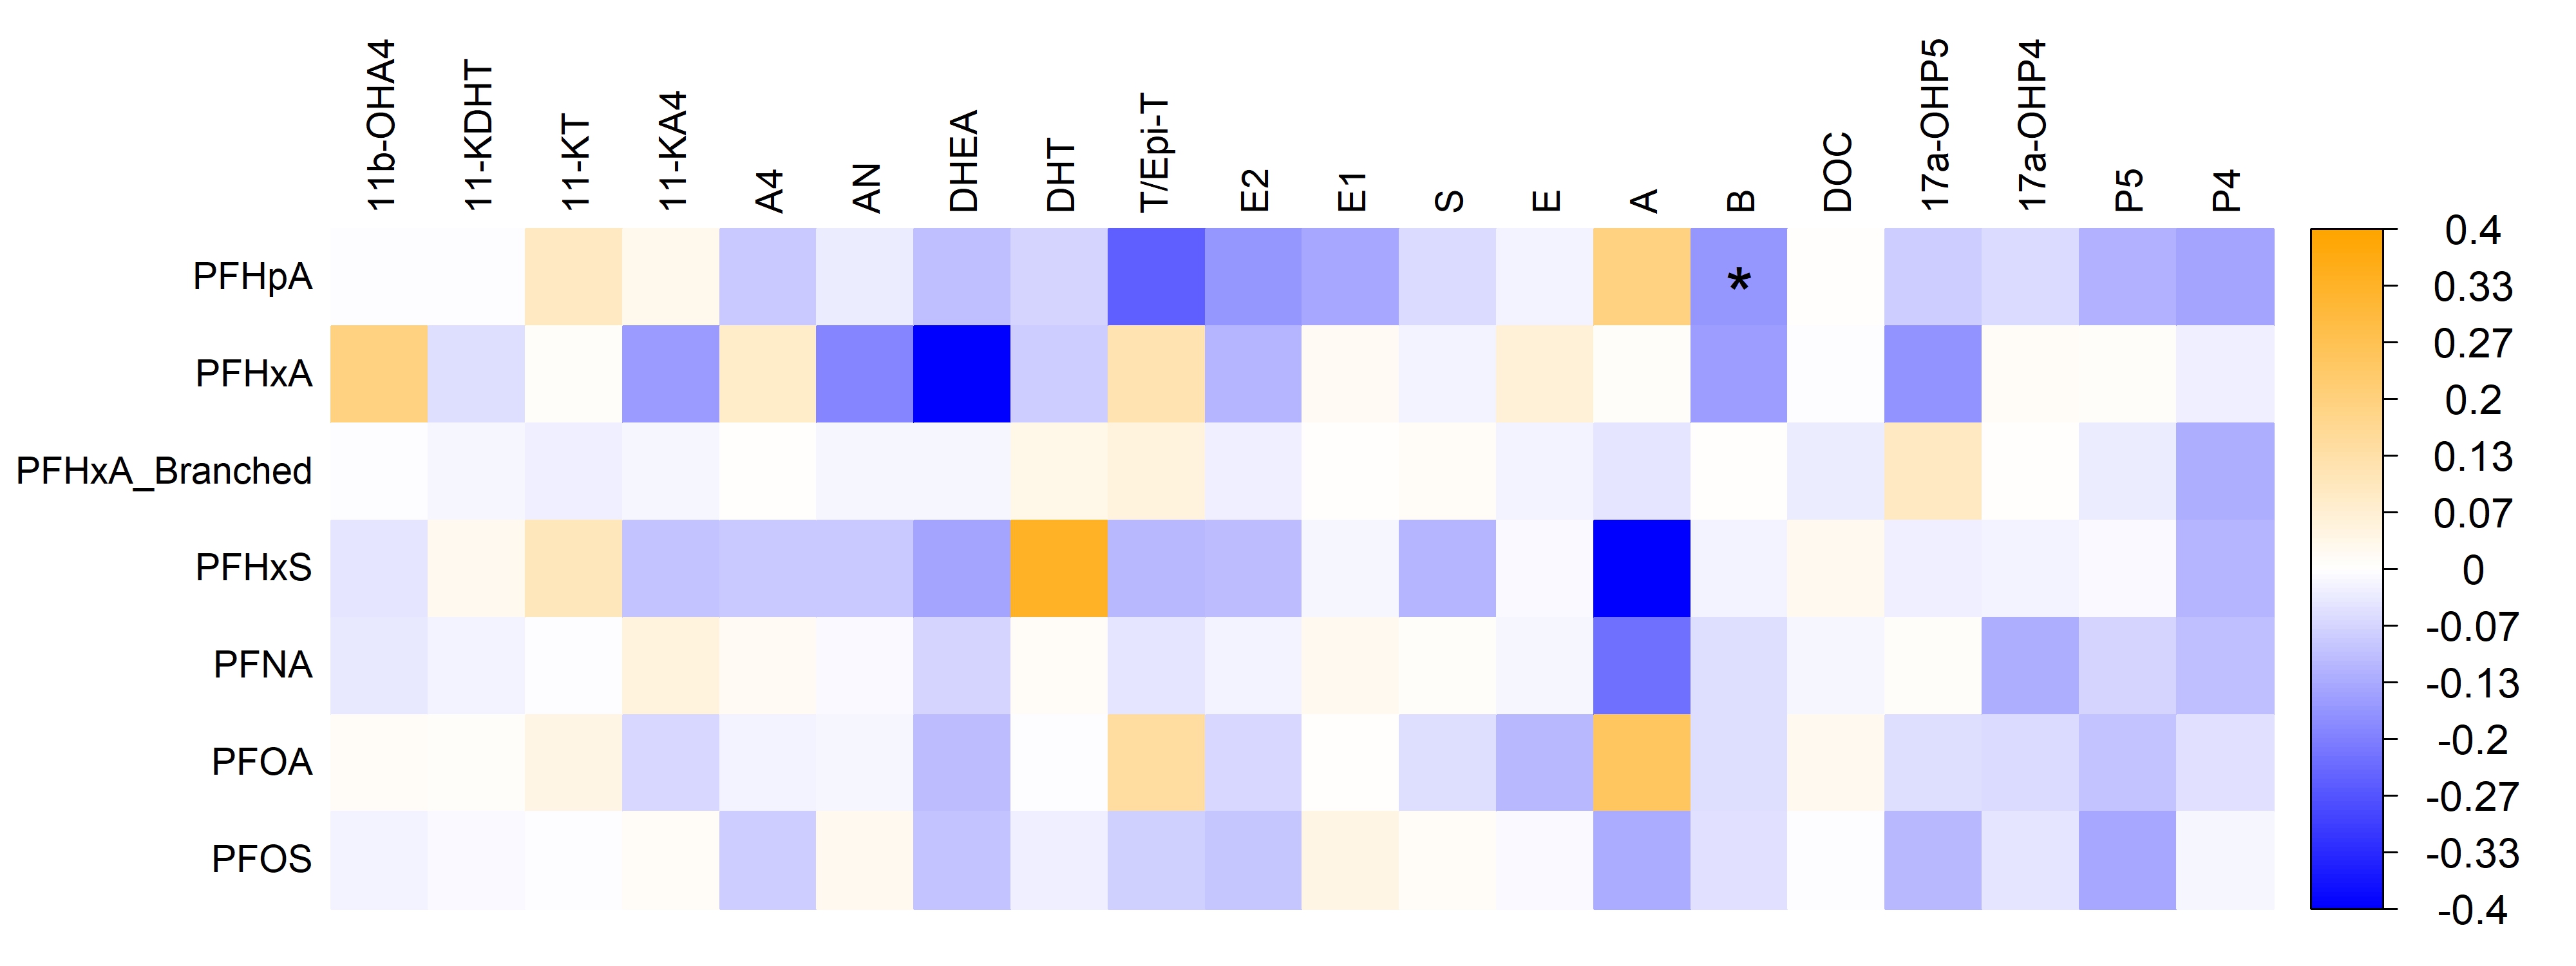 11b-OHA4
11-KDHT
11-KT
11-KA4
A4
AN
DHEA
DHT
T/Epi-T
E2
E1
S
E
A
B
DOC
17a-OHP5
17a-OHP4
P5
P4
PFHpA
*
PFHxA
PFHxA_Branched
PFHxS
PFNA
PFOA
PFOS
0.4
0.33
0.27
0.2
0.13
0.07
0
-0.07
-0.13
-0.2
-0.27
-0.33
-0.4